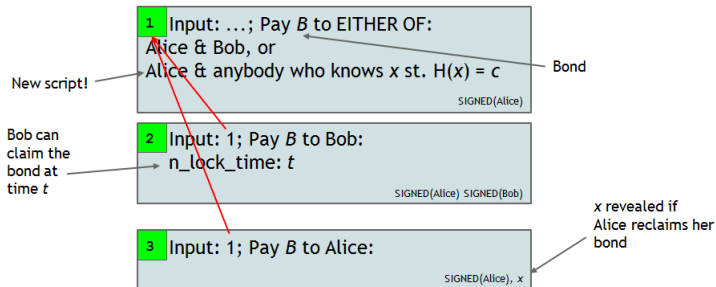 1 Input: ...; Pay B to EITHER OF:
Alice & Bob, or
Alice & anybody who knows x st. H(x) = c
SIGNED(Alice)
New script!
Bond
2 Input: 1; Pay B to Bob:
n_lock_time: t
SIGNED(Alice) SIGNED(Bob)
Bob can
claim the
bond at
time t
3 Input: 1; Pay B to Alice:
SIGNED(Alice), x
x revealed if
Alice reclaims her
bond